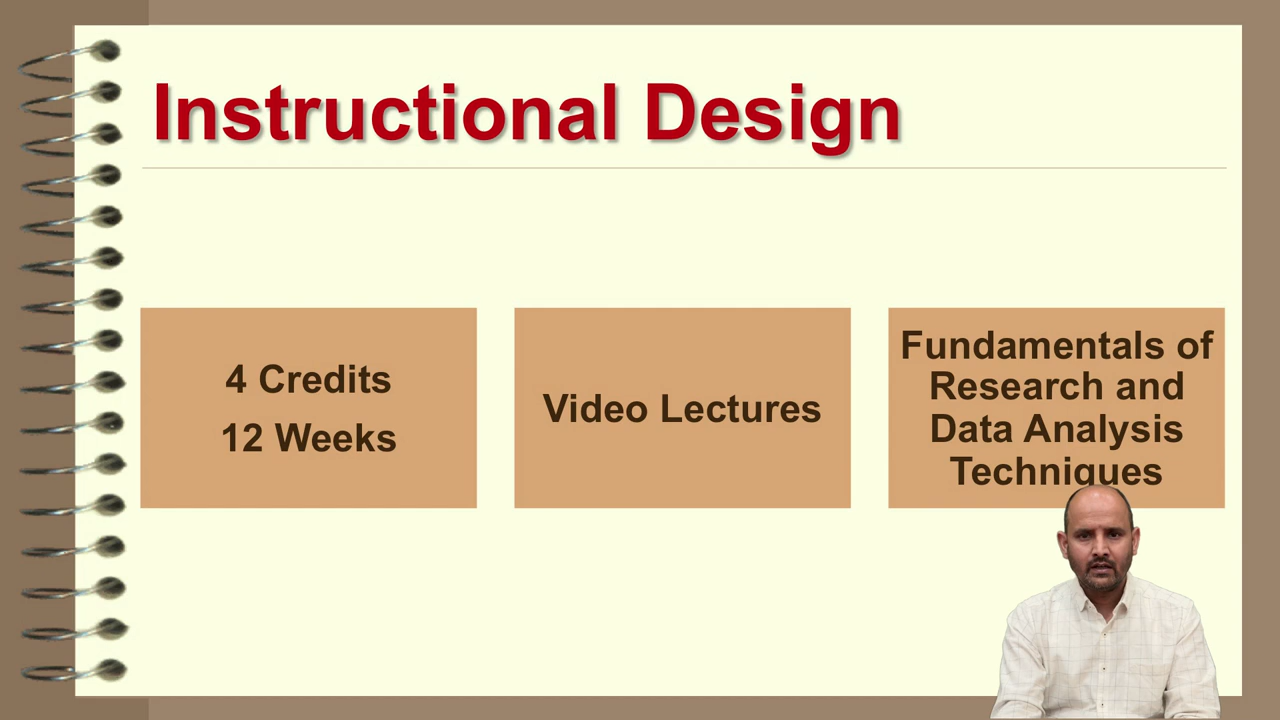 Instructional Design
4 Credits
12 Weeks
Video Lectures
Fundamentals of
Research and
Data Analysis
Techniques